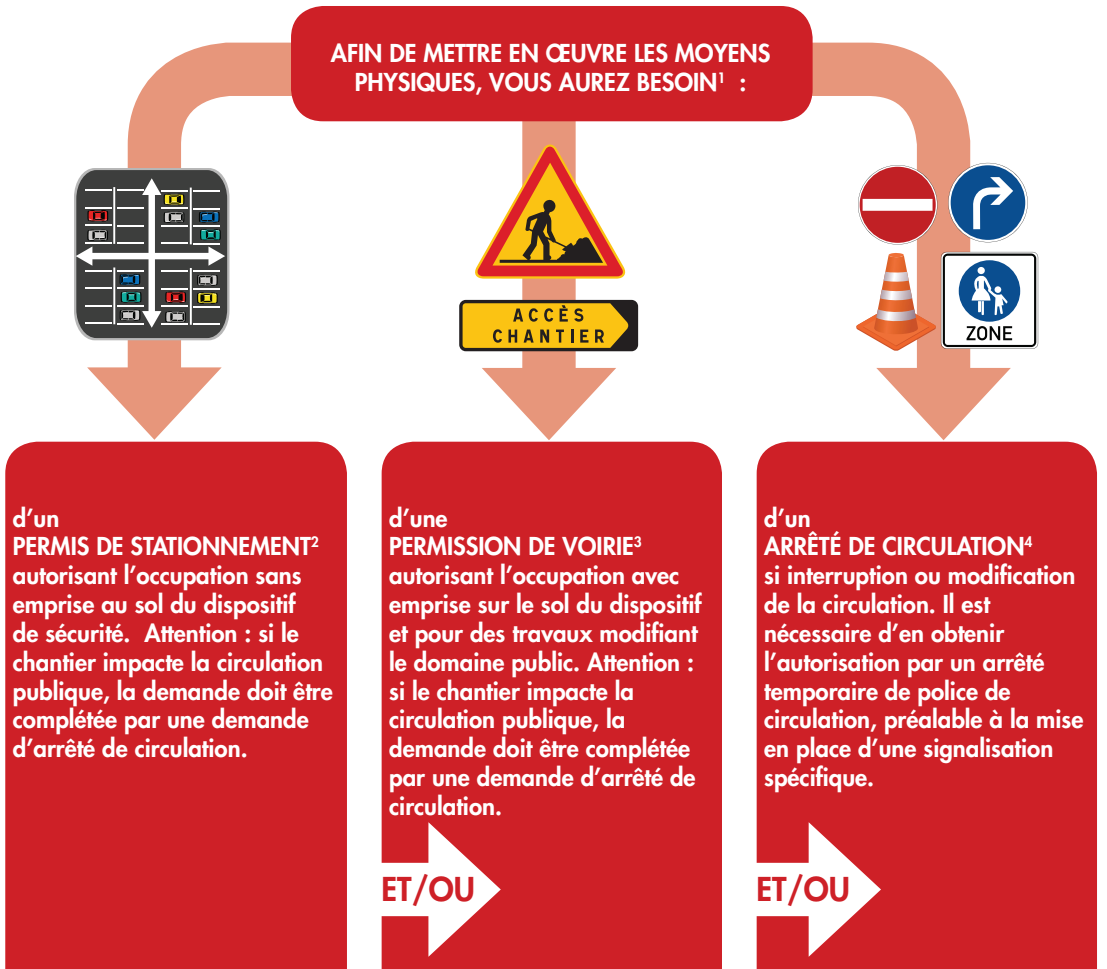 AFIN DE METTRE EN ŒUVRE LES MOYENS
PHYSIQUES, VOUS AUREZ BESOIN¹ :
ACCÈS
CHANTIER
ZONE
d’un
PERMIS DE STATIONNEMENT²
autorisant l’occupation sans
emprise au sol du dispositif
de sécurité. Attention : si le
chantier impacte la circulation
publique, la demande doit être
complétée par une demande
d’arrêté de circulation.
d’une
PERMISSION DE VOIRIE³
autorisant l’occupation avec
emprise sur le sol du dispositif
et pour des travaux modifiant
le domaine public. Attention :
si le chantier impacte la
circulation publique, la
demande doit être complétée
par une demande d’arrêté de
circulation.
ET/OU
d’un
ARRÊTÉ DE CIRCULATION⁴
si interruption ou modification
de la circulation. Il est
nécessaire d’en obtenir
l’autorisation par un arrêté
temporaire de police de
circulation, préalable à la mise
en place d’une signalisation
spécifique.
ET/OU